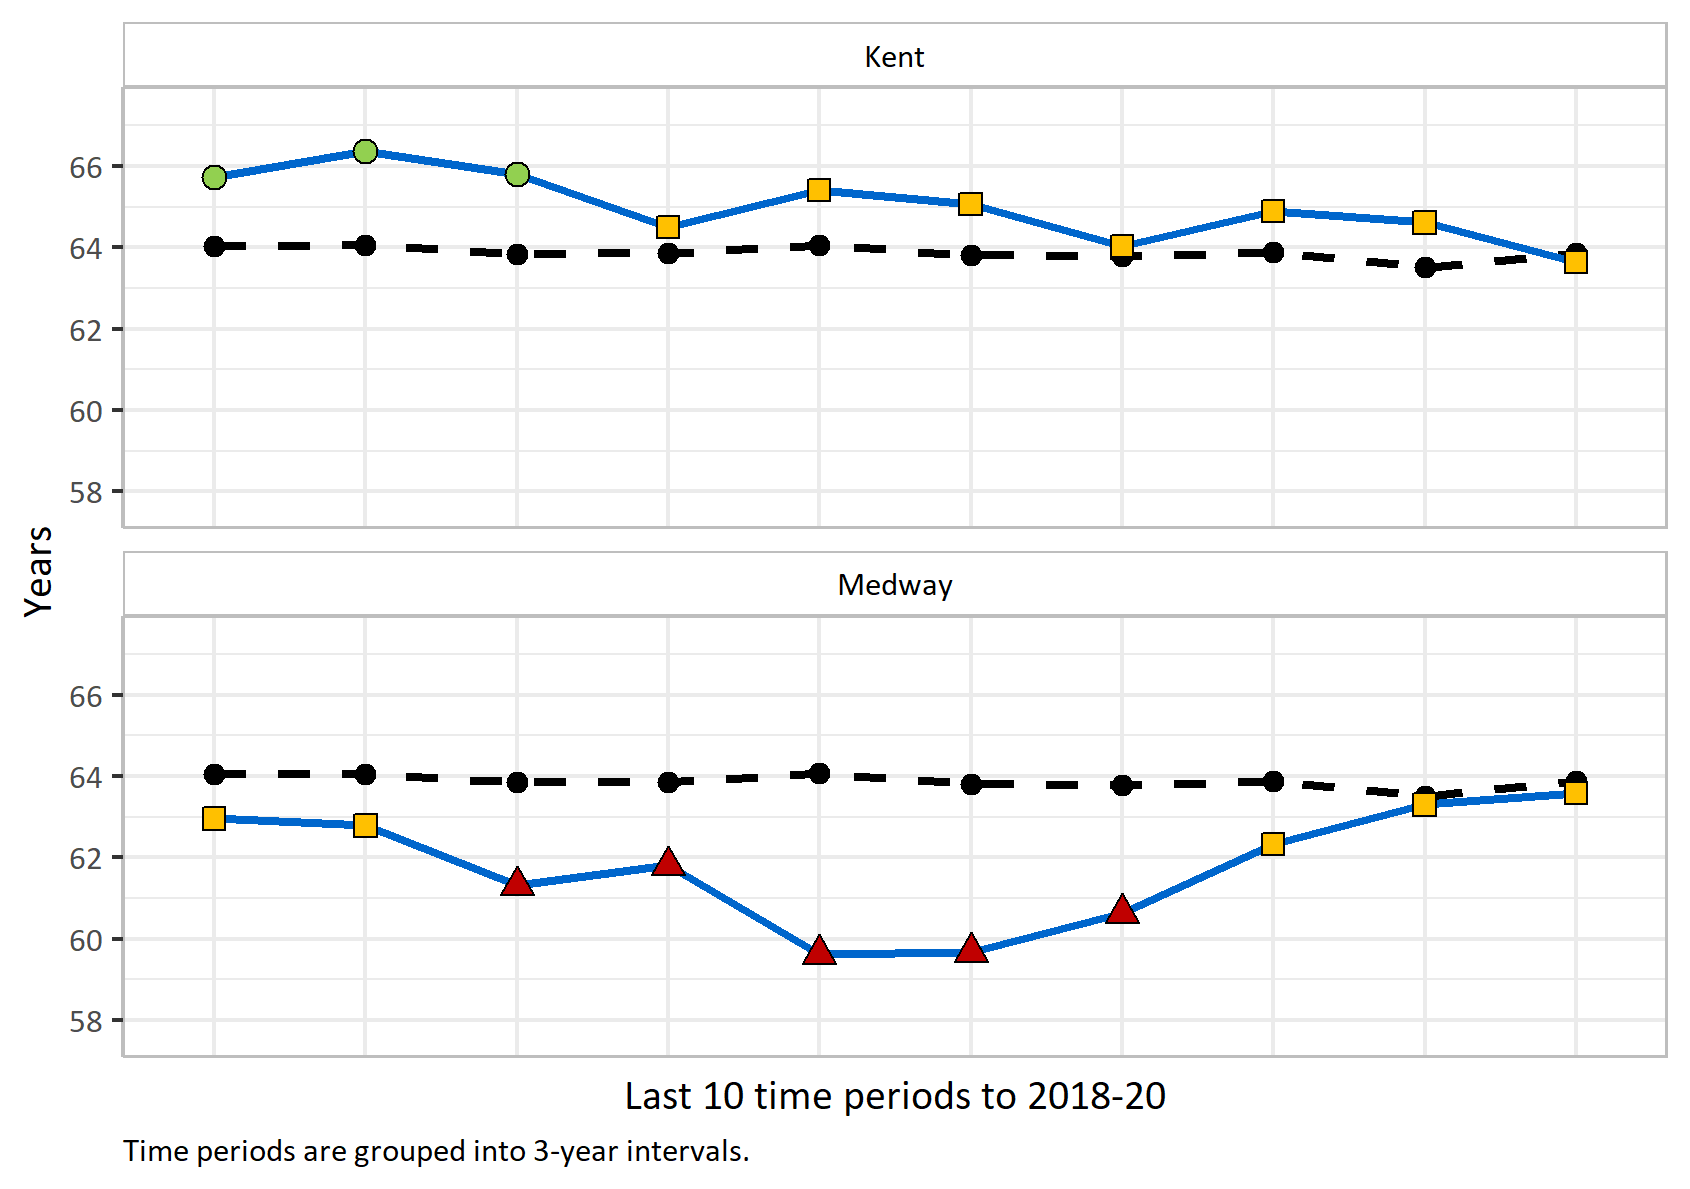 Kent
66
64
62
60
58
Years
Medway
66
64
62
60
58
Last 10 time periods to 2018-20
Time periods are grouped into 3-year intervals.